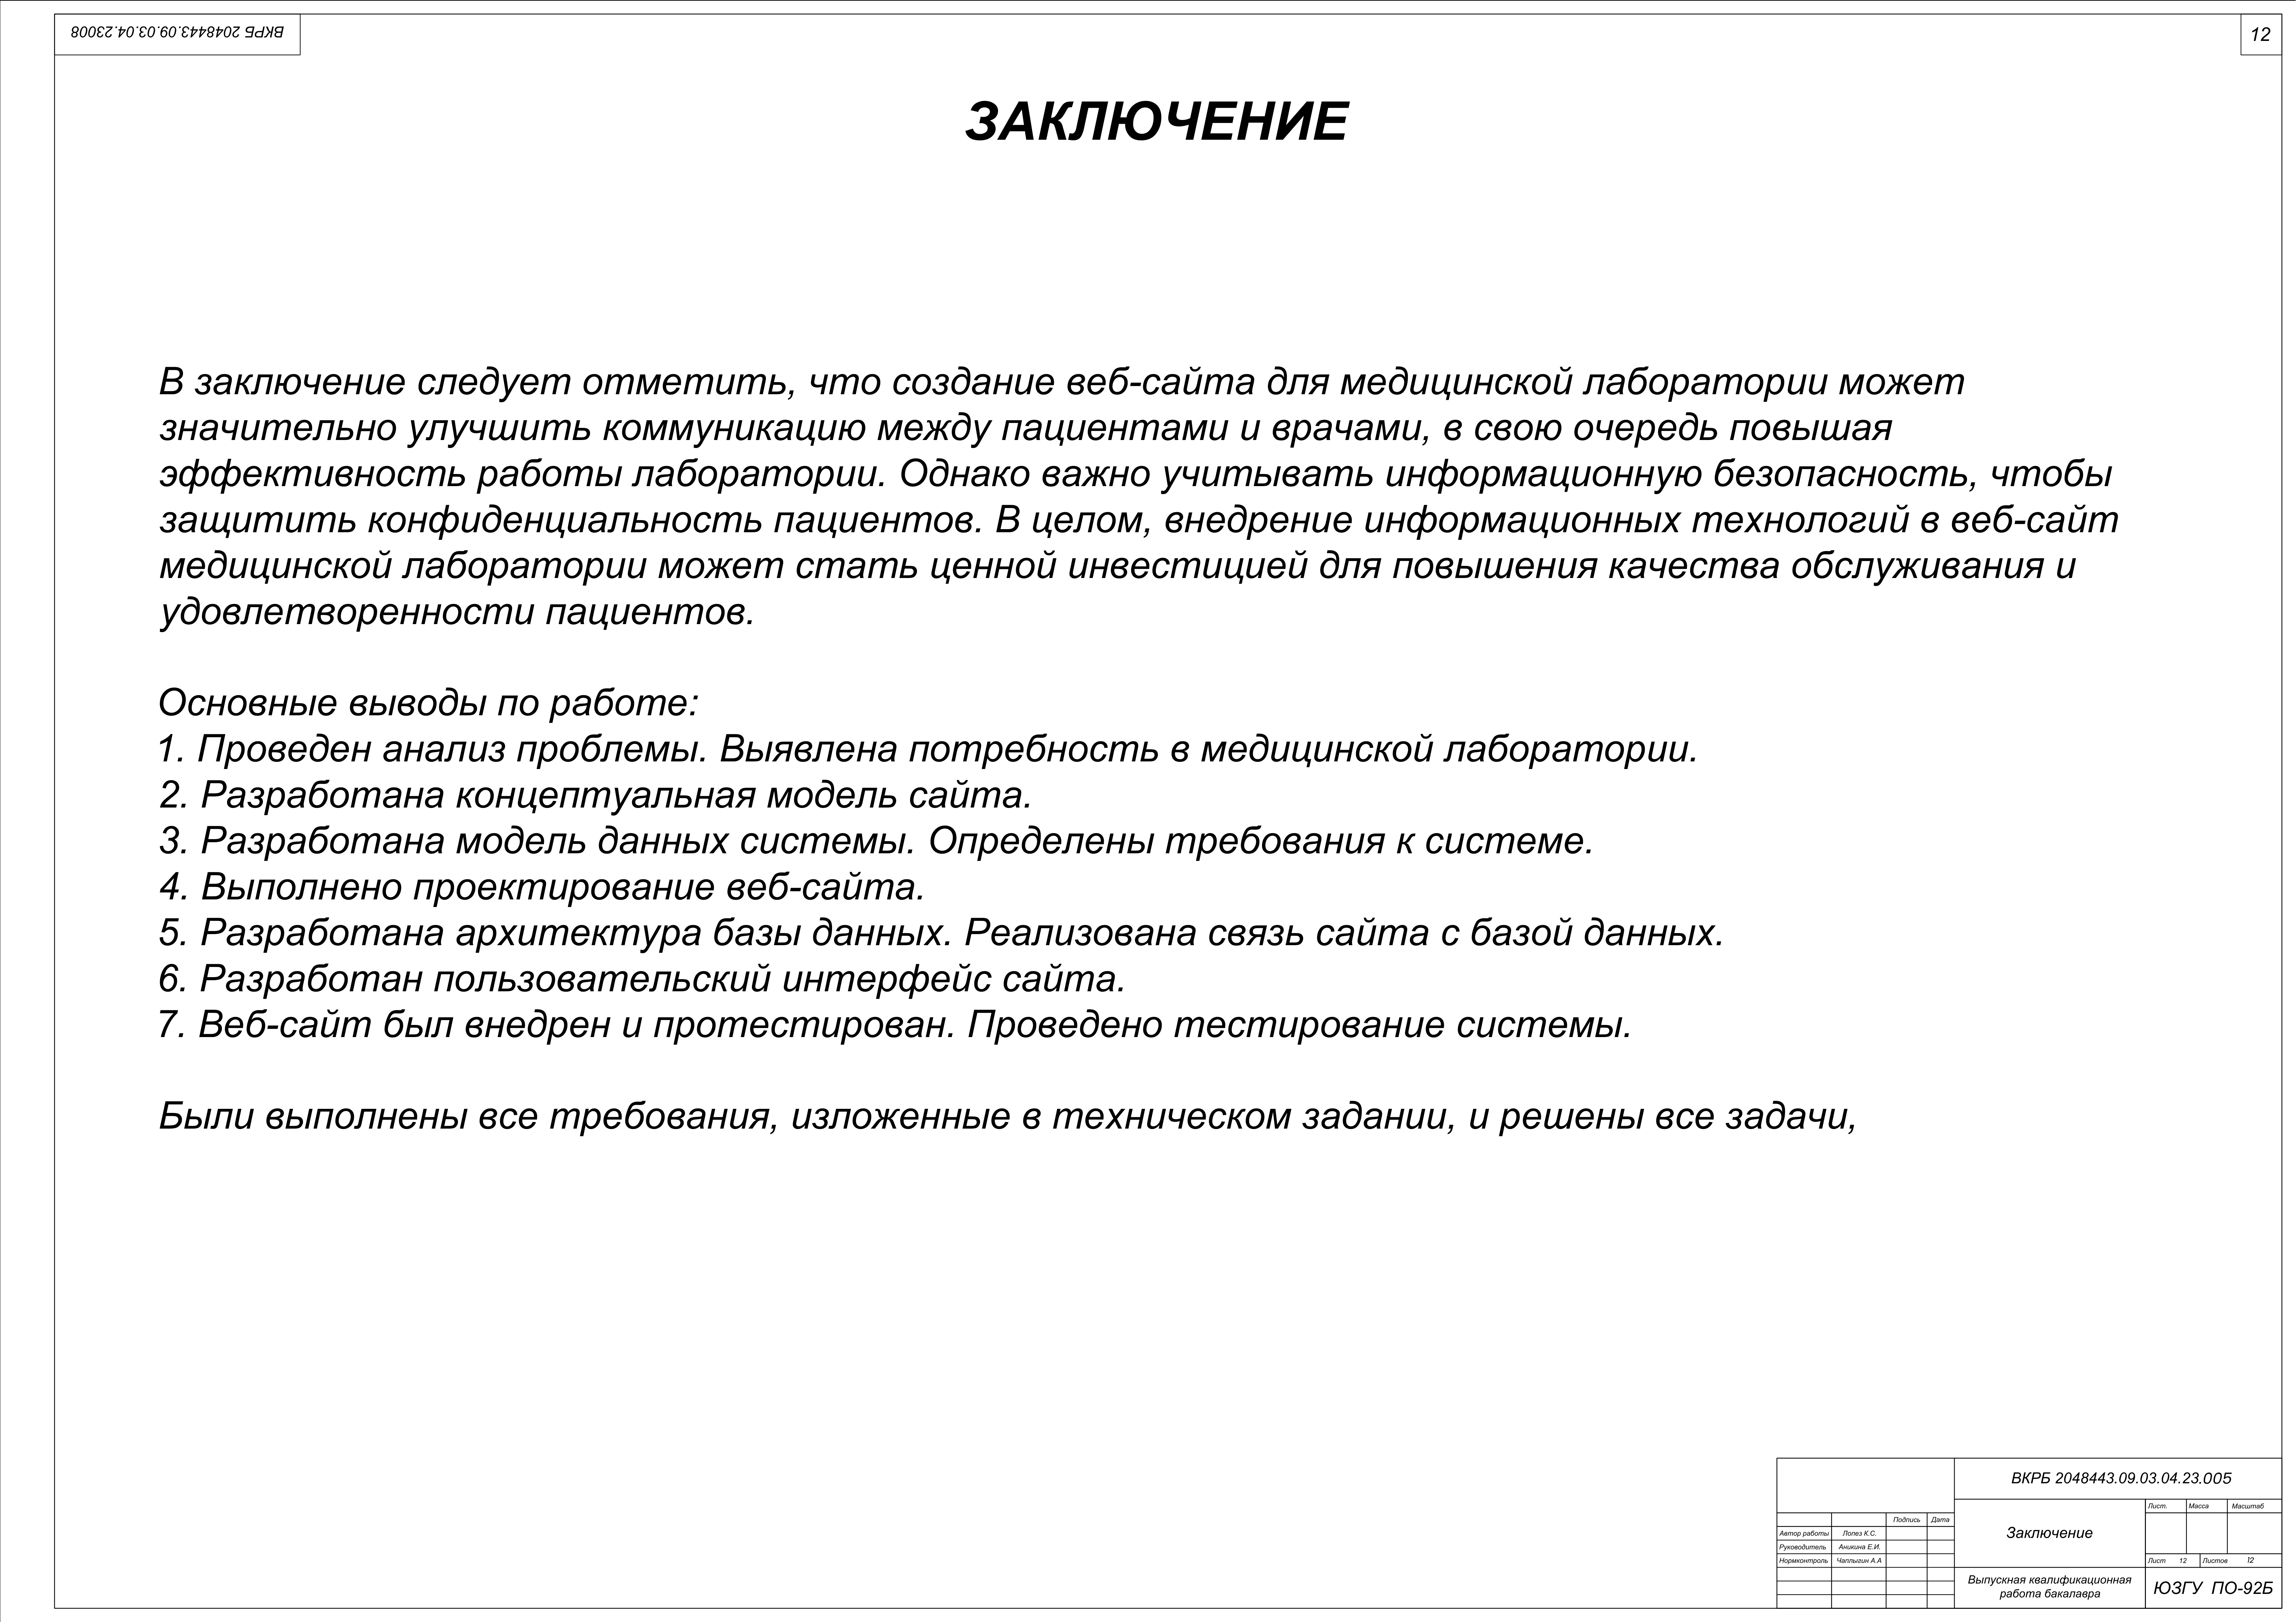 ВКРБ 2048443.09.03.04.23008
12
ЗАКЛЮЧЕНИЕ
В заключение следует отметить, что создание веб-сайта для медицинской лаборатории может
значительно улучшить коммуникацию между пациентами и врачами, в свою очередь повышая
эффективность работы лаборатории. Однако важно учитывать информационную безопасность, чтобы
защитить конфиденциальность пациентов. В целом, внедрение информационных технологий в веб-сайт
медицинской лаборатории может стать ценной инвестицией для повышения качества обслуживания и
удовлетворенности пациентов.
Основные выводы по работе:
1. Проведен анализ проблемы. Выявлена потребность в медицинской лаборатории.
2. Разработана концептуальная модель сайта.
3. Разработана модель данных системы. Определены требования к системе.
4. Выполнено проектирование веб-сайта.
5. Разработана архитектура базы данных. Реализована связь сайта с базой данных.
6. Разработан пользовательский интерфейс сайта.
7. Веб-сайт был внедрен и протестирован. Проведено тестирование системы.
Были выполнены все требования, изложенные в техническом задании, и решены все задачи,
ВКРБ 2048443.09.03.04.23.005
Лист. Масса Масштаб
Подпись Дата
Автор работы Лопез К.С.
Руководитель Аникина Е.И.
Нормконтроль Чаплыгин А.А
Заключение
Лист 12 Листов 12
Выпускная квалификационная
работа бакалавра
ЮЗГУ ПО-92Б